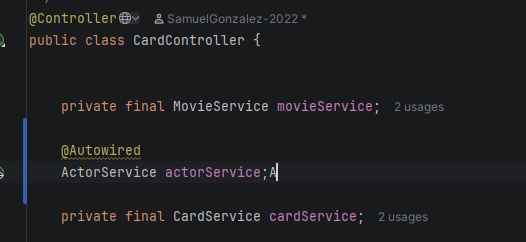 @Controller SamuelGonzalez-2022 *
public class CardController {
private final MovieService movieService; 2 usages
@Autowired
ActorService actorService;A
private final CardService cardService; 2 usages